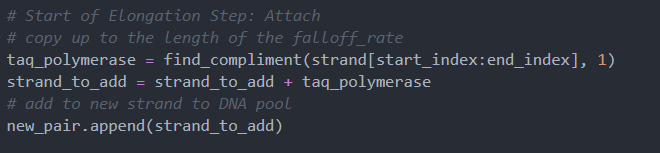 # Start of Elongation Step: Attach
# copy up to the length of the falloff_rate
taq_polymerase = find_compliment(strand[start_index:end_index], 1)
strand_to_add = strand_to_add + taq_polymerase
# add to new strand to DNA pool
new_pair.append(strand_to_add)